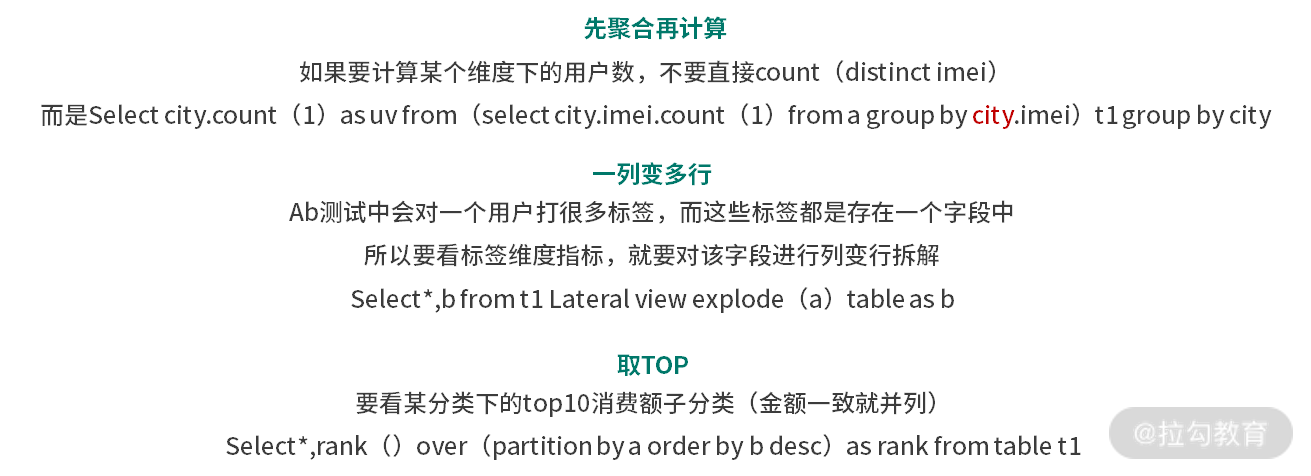 先聚合再计算
如果要计算某个维度下的用户数，不要直接count（distinct imei）
而是Select city.count（1）as uv from（select city.imei.count（1）from a group by city.imei）t1 group by city
一列变多行
Ab测试中会对一个用户打很多标签，而这些标签都是存在一个字段中
所以要看标签维度指标，就要对该字段进行列变行拆解
Select*,b from t1 Lateral view explode（a）table as b
取TOP
要看某分类下的top10消费额子分类（金额一致就并列）
Select*,rank（）over（partition by a order by b desc）as rank from table t1
@拉勾教育